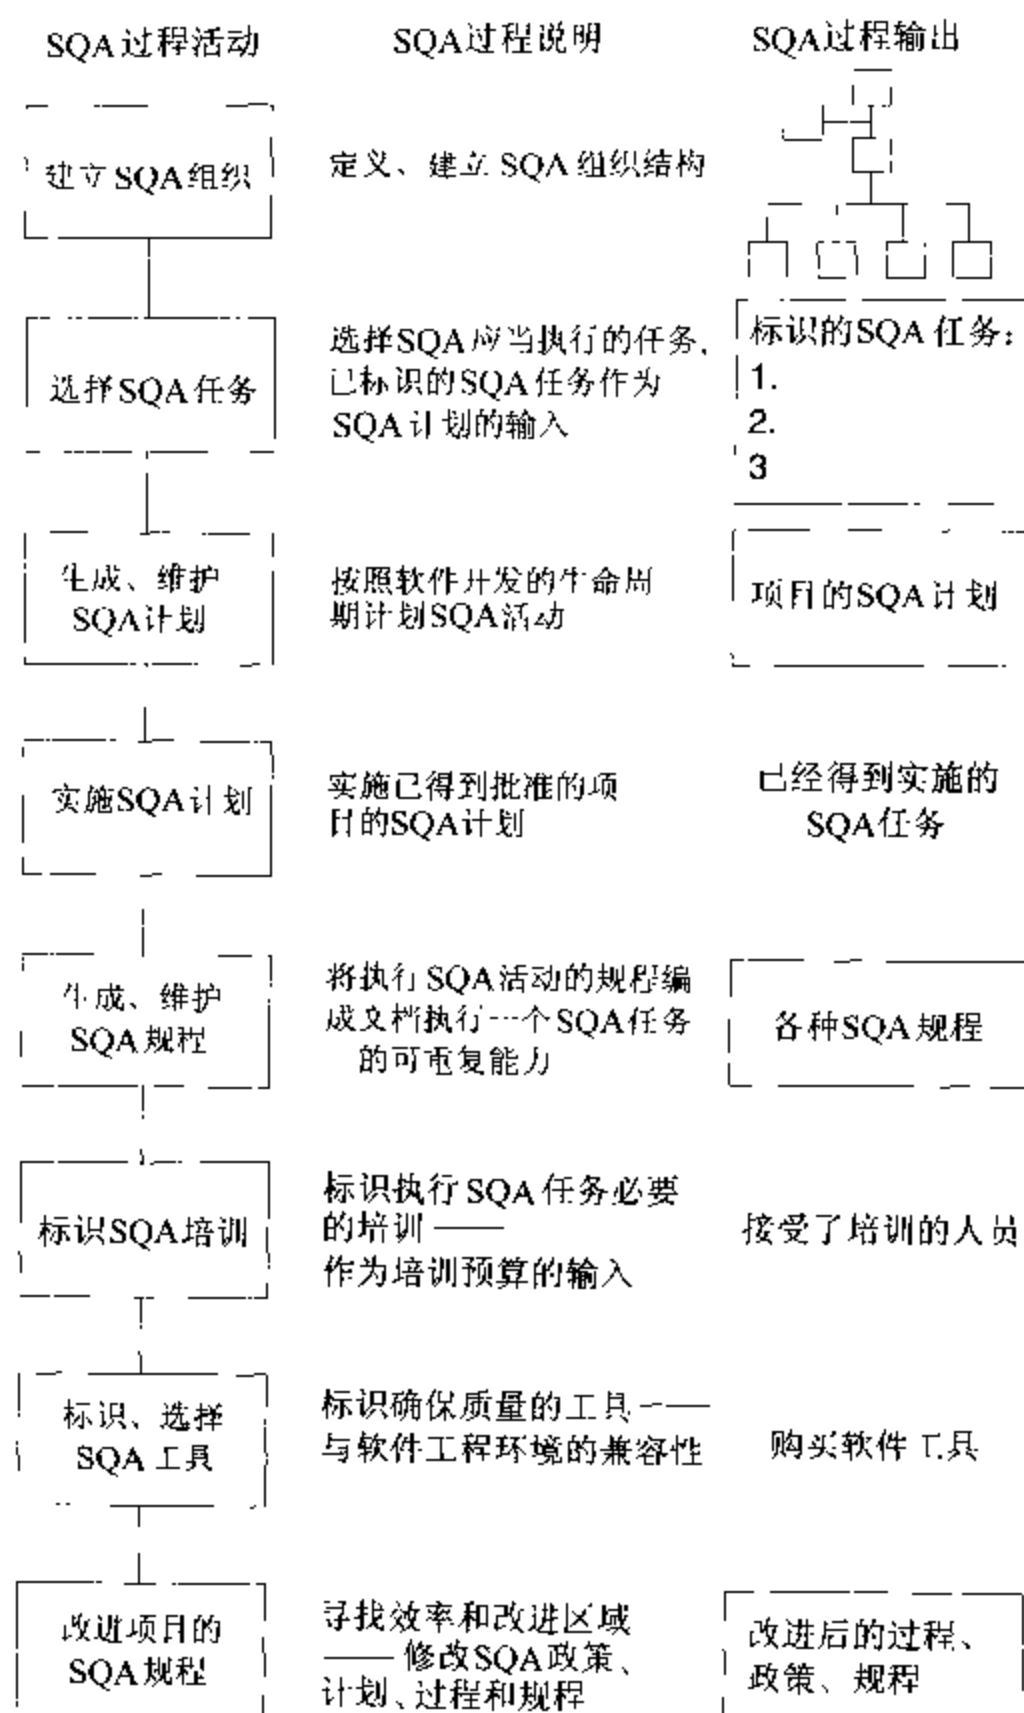 SQA过程活动
SQA过程说明
SQA过程输出
建立SQA组织
定义、建立SQA组织结构
选择SQA任务
选择SQA应当执行的任务,
已标识的SQA任务作为
SQA计划的输入
标识的SQA任务:
1.
2.
3
生成、维护
SQA计划
按照软件开发的生命周
期计划SQA活动
项目的SQA计划
实施SQA计划
实施已得到批准的项
目的SQA计划
已经得到实施的
SQA任务
生成、维护
SQA规程
将执行SQA活动的规程编
成文档执行一个SQA任务
的可重复能力
各种SQA规程
标识SQA培训
标识执行SQA任务必要
的培训——
作为培训预算的输入
接受了培训的人员
标识、选择
SQA工具
标识确保质量的工具——
与软件工程环境的兼容性
购买软件工具
改进项目的
SQA规程
寻找效率和改进区域
——修改SQA政策、
计划、过程和规程
改进后的过程、
政策、规程